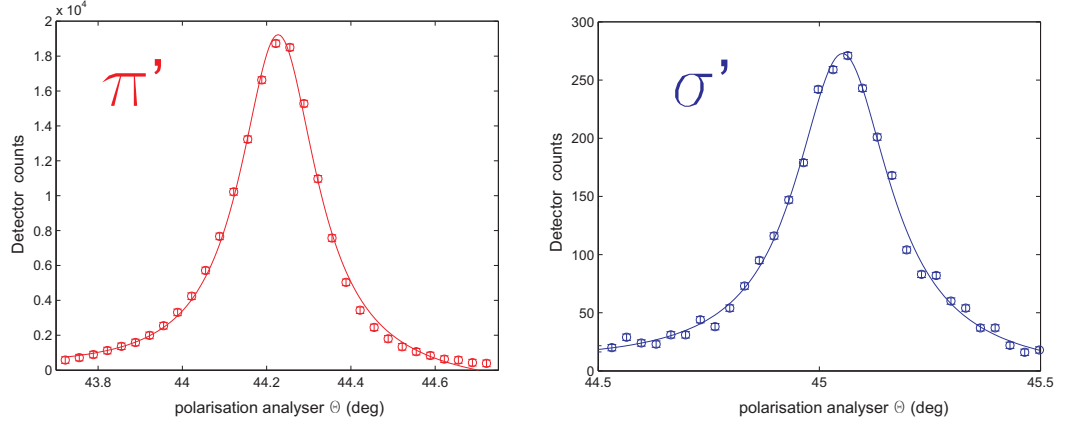 × 10⁴
2
1.8
1.6
1.4
1.2
1
0.8
0.6
0.4
0.2
0
43.8 44 44.2 44.4 44.6
Detector counts
polarisation analyser Θ (deg)
π’
300
250
200
150
100
50
0
44.5 45 45.5
Detector counts
polarisation analyser Θ (deg)
σ’